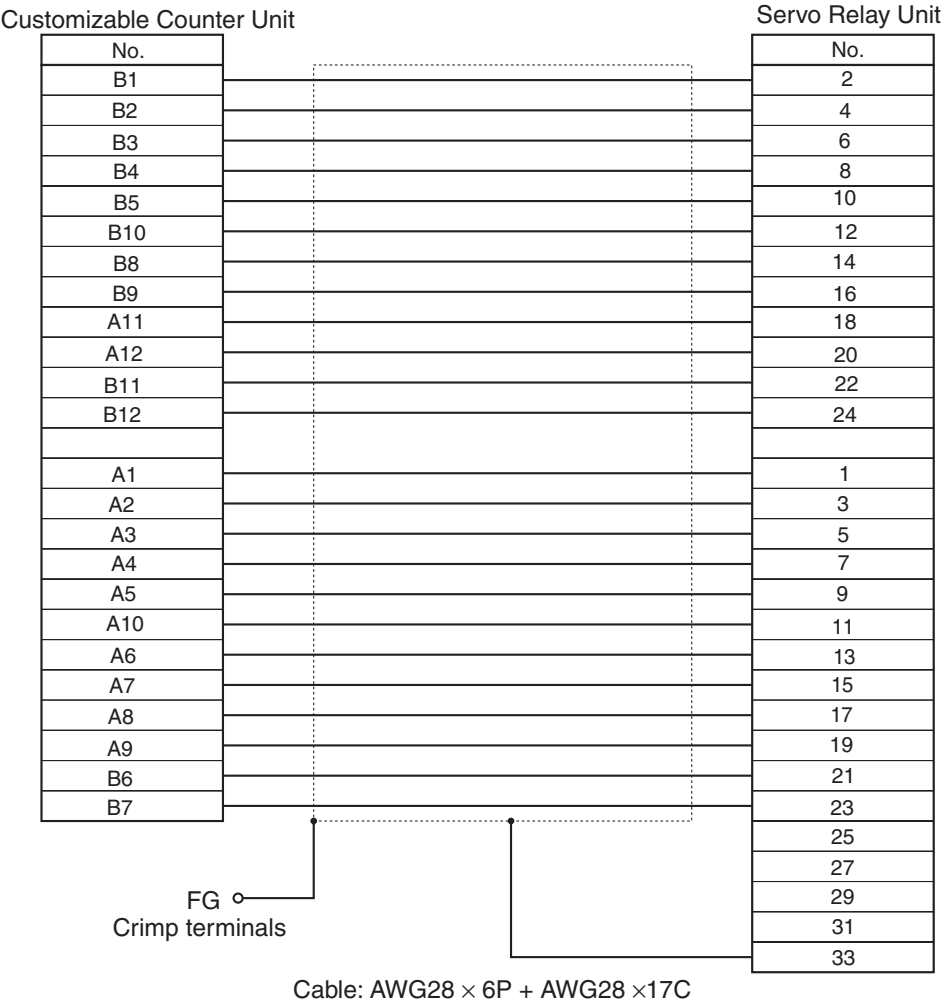 Customizable Counter Unit Servo Relay Unit
No. No.
B1 2
B2 4
B3 6
B4 8
B5 10
B10 12
B8 14
B9 16
A11 18
A12 20
B11 22
B12 24
A1 1
A2 3
A3 5
A4 7
A5 9
A10 11
A6 13
A7 15
A8 17
A9 19
B6 21
B7 23
25
27
FG 29
Crimp terminals 31
33
Cable: AWG28 × 6P + AWG28 ×17C